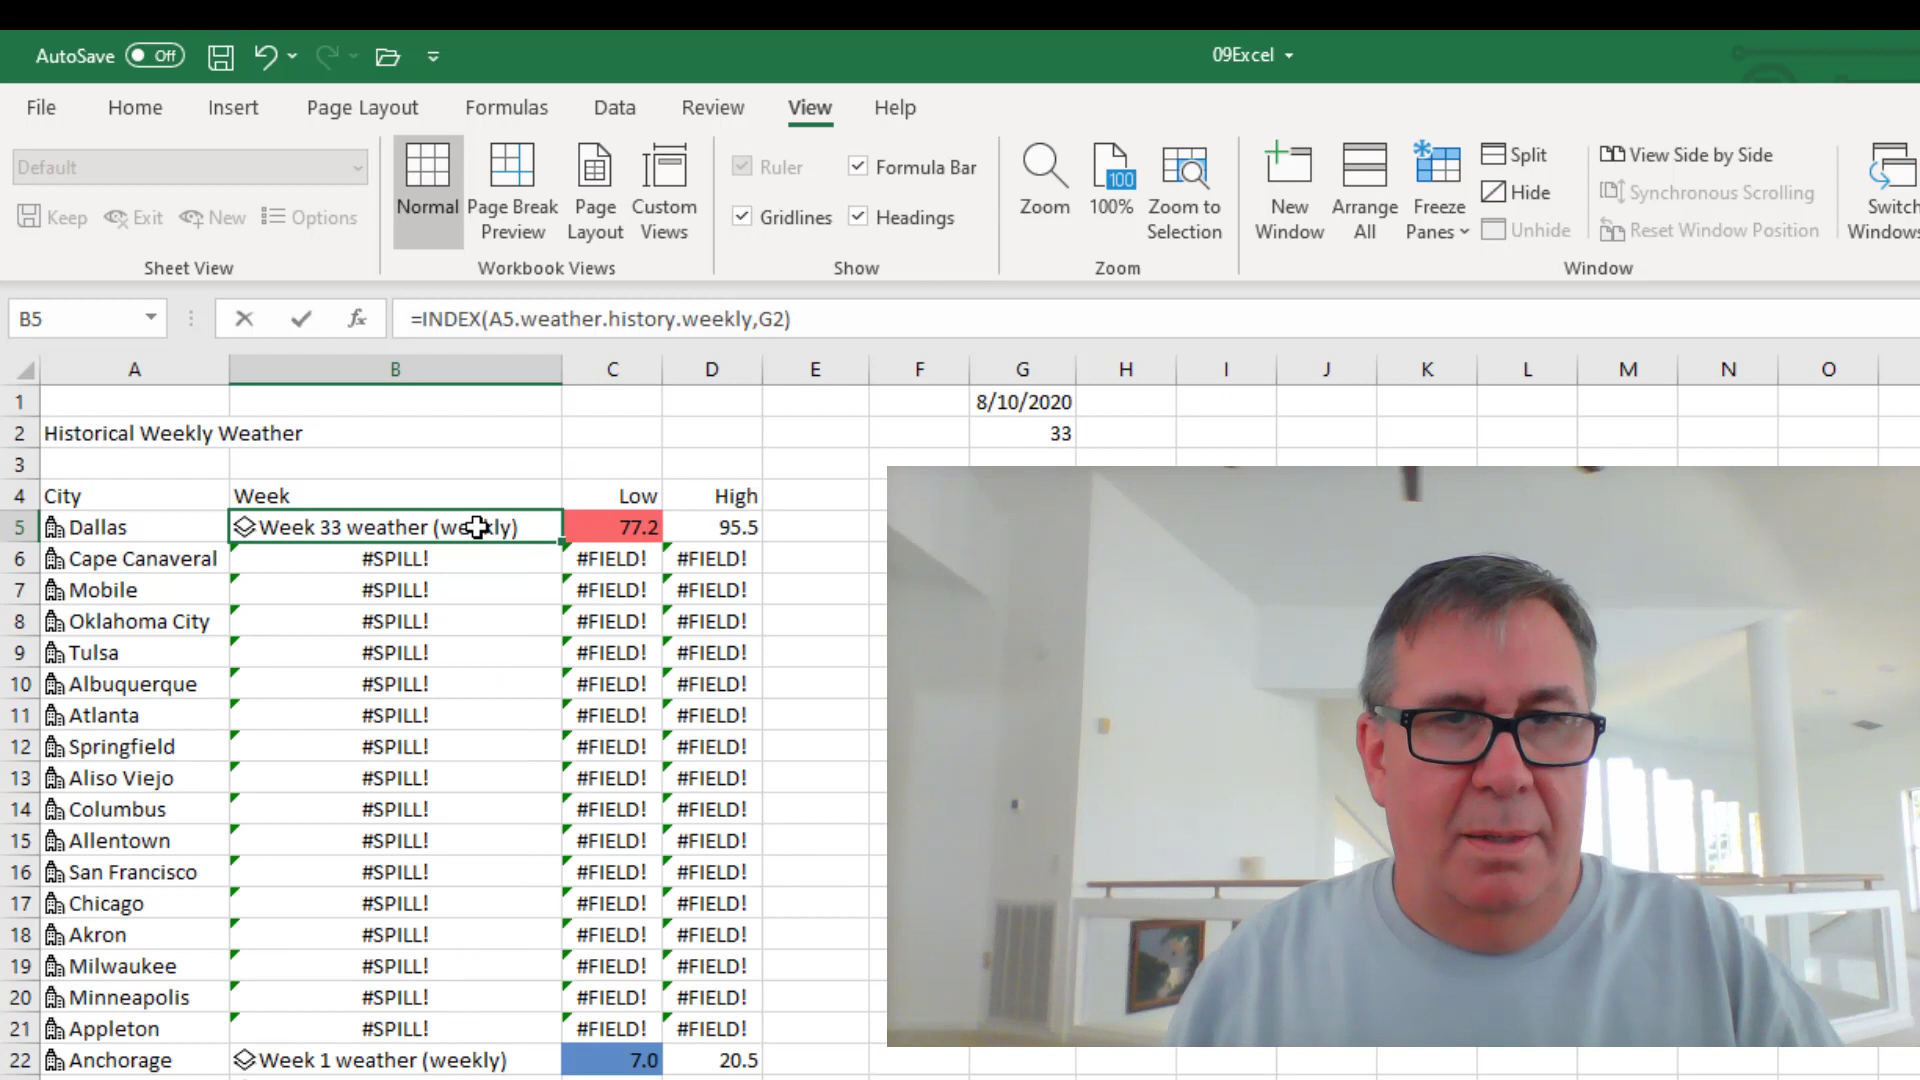 AutoSave Off 09Excel
File Home Insert Page Layout Formulas Data Review View Help
Default
Keep Exit New Options
Sheet View
Normal
Page Break Preview
Page Layout
Custom Views
Workbook Views
Ruler Formula Bar
Gridlines Headings
Show
Zoom
100
100%
Zoom to Selection
Zoom
New Window
Arrange All
Freeze Panes
Split
Hide
Unhide
View Side by Side
Synchronous Scrolling
Reset Window Position
Switch Windows
Window
B5 fx =INDEX(A5.weather.history.weekly,G2)
A B C D E F G H I J K L M N O
1 8/10/2020
2 Historical Weekly Weather 33
3
4 City Week Low High
5 Dallas Week 33 weather (weekly) 77.2 95.5
6 Cape Canaveral #SPILL! #FIELD! #FIELD!
7 Mobile #SPILL! #FIELD! #FIELD!
8 Oklahoma City #SPILL! #FIELD! #FIELD!
9 Tulsa #SPILL! #FIELD! #FIELD!
10 Albuquerque #SPILL! #FIELD! #FIELD!
11 Atlanta #SPILL! #FIELD! #FIELD!
12 Springfield #SPILL! #FIELD! #FIELD!
13 Aliso Viejo #SPILL! #FIELD! #FIELD!
14 Columbus #SPILL! #FIELD! #FIELD!
15 Allentown #SPILL! #FIELD! #FIELD!
16 San Francisco #SPILL! #FIELD! #FIELD!
17 Chicago #SPILL! #FIELD! #FIELD!
18 Akron #SPILL! #FIELD! #FIELD!
19 Milwaukee #SPILL! #FIELD! #FIELD!
20 Minneapolis #SPILL! #FIELD! #FIELD!
21 Appleton #SPILL! #FIELD! #FIELD!
22 Anchorage Week 1 weather (weekly) 7.0 20.5